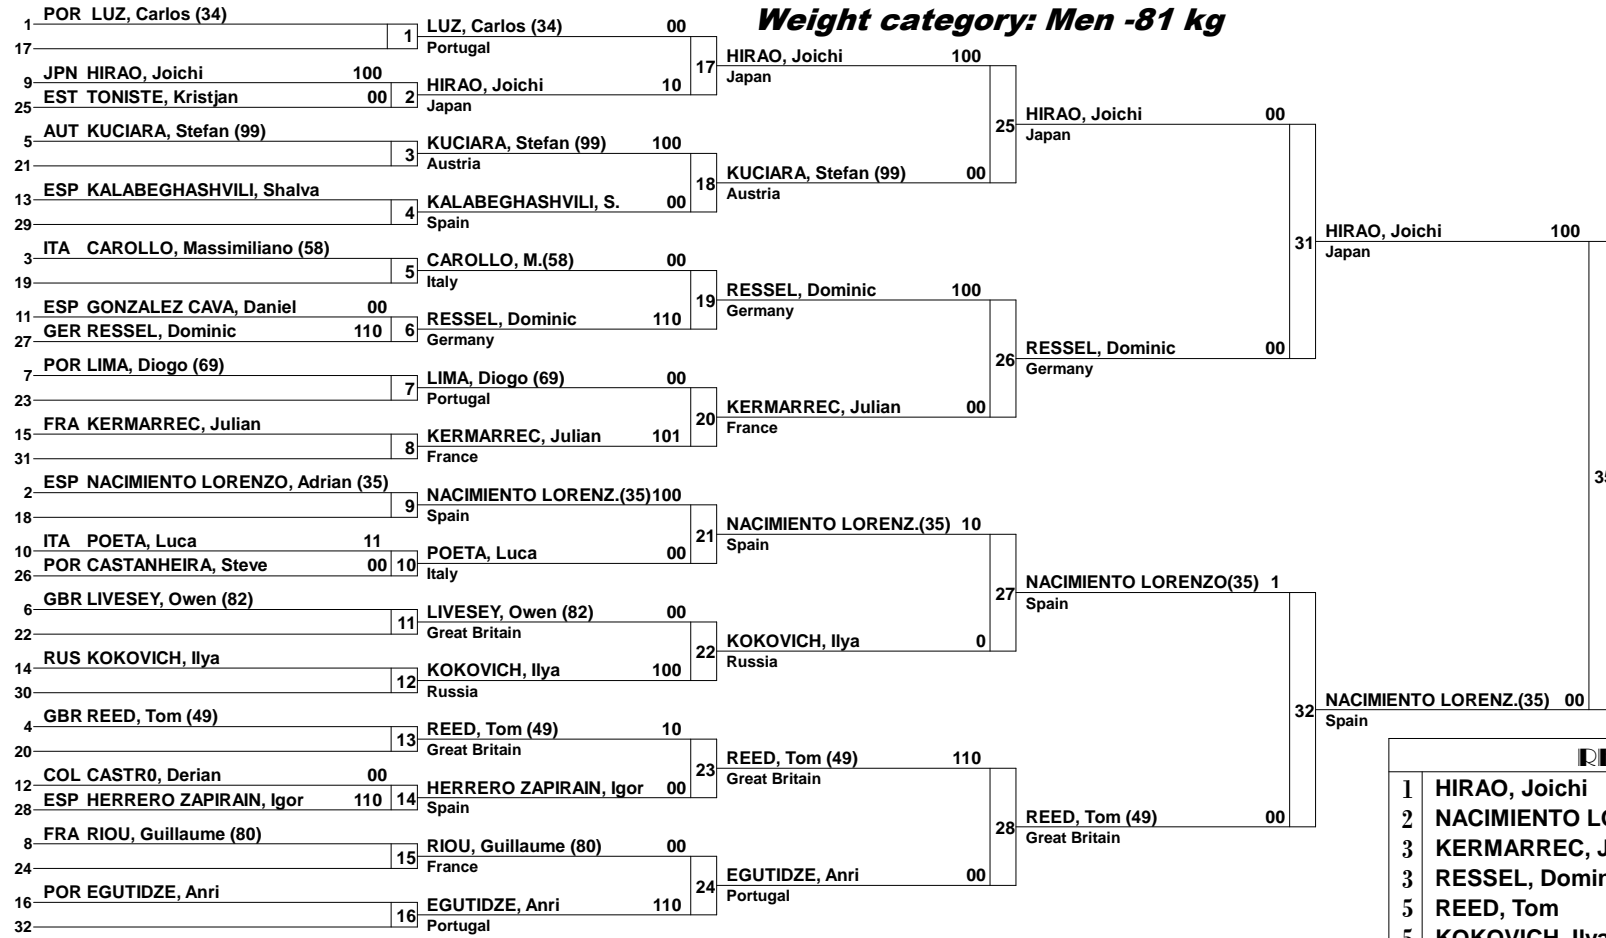 Weight category: Men -81 kg
1 POR LUZ, Carlos (34)
17
1
9 JPN HIRAO, Joichi 100
25 EST TONISTE, Kristjan 00
2
5 AUT KUCIARA, Stefan (99)
21
3
13 ESP KALABEGHASHVILI, Shalva
29
4
3 ITA CAROLLO, Massimiliano (58)
19
5
11 ESP GONZALEZ CAVA, Daniel 00
27 GER RESSEL, Dominic 110
6
7 POR LIMA, Diogo (69)
23
7
15 FRA KERMARREC, Julian
31
8
2 ESP NACIMIENTO LORENZO, Adrian (35)
18
9
10 ITA POETA, Luca 11
26 POR CASTANHEIRA, Steve 00
10
6 GBR LIVESEY, Owen (82)
22
11
14 RUS KOKOVICH, Ilya
30
12
4 GBR REED, Tom (49)
20
13
12 COL CASTR0, Derian 00
28 ESP HERRERO ZAPIRAIN, Igor 110
14
8 FRA RIOU, Guillaume (80)
24
15
16 POR EGUTIDZE, Anri
32
16
LUZ, Carlos (34) 00
Portugal
17
HIRAO, Joichi 10
Japan
KUCIARA, Stefan (99) 100
Austria
18
KALABEGHASHVILI, S. 00
Spain
CAROLLO, M.(58) 00
Italy
19
RESSEL, Dominic 110
Germany
LIMA, Diogo (69) 00
Portugal
20
KERMARREC, Julian 101
France
NACIMIENTO LORENZ.(35) 100
Spain
21
POETA, Luca 00
Italy
LIVESEY, Owen (82) 00
Great Britain
22
KOKOVICH, Ilya 100
Russia
REED, Tom (49) 10
Great Britain
23
HERRERO ZAPIRAIN, Igor 00
Spain
RIOU, Guillaume (80) 00
France
24
EGUTIDZE, Anri 110
Portugal
HIRAO, Joichi 100
Japan
25
KUCIARA, Stefan (99) 00
Austria
RESSEL, Dominic 100
Germany
26
KERMARREC, Julian 00
France
NACIMIENTO LORENZ.(35) 10
Spain
27
KOKOVICH, Ilya 0
Russia
REED, Tom (49) 110
Great Britain
28
EGUTIDZE, Anri 00
Portugal
HIRAO, Joichi 00
Japan
31
RESSEL, Dominic 00
Germany
NACIMIENTO LORENZO(35) 1
Spain
32
REED, Tom (49) 00
Great Britain
HIRAO, Joichi 100
Japan
NACIMIENTO LORENZ.(35) 00
Spain
1 HIRAO, Joichi
2 NACIMIENTO LO
3 KERMARREC, J
3 RESSEL, Domin
5 REED, Tom
5 KOKOVICH, Ilya